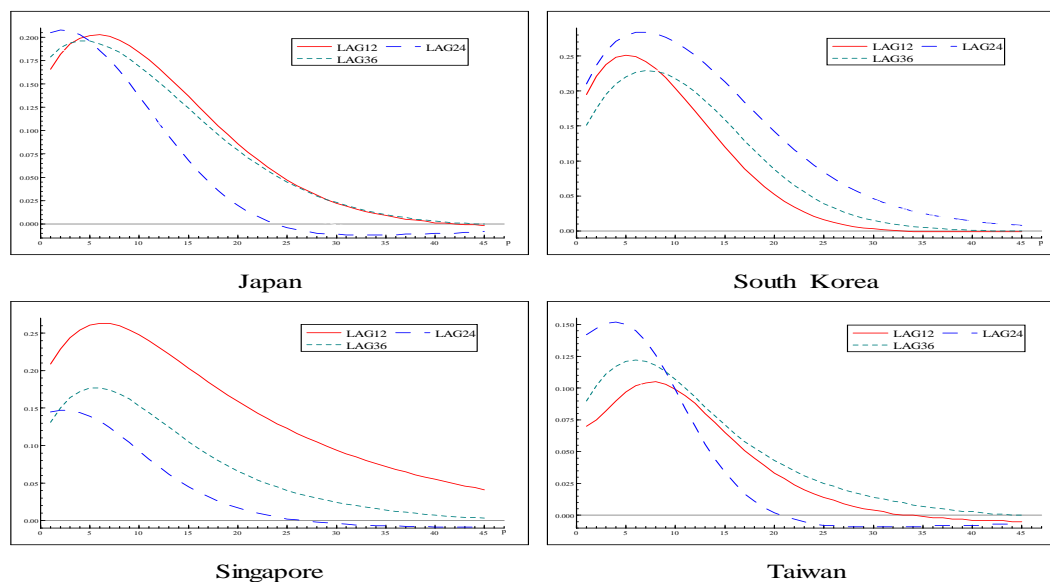 0.200
0.175
0.150
0.125
0.100
0.075
0.050
0.025
0.000
LAG12 LAG24
LAG36
0 5 10 15 20 25 30 35 40 45 P
Japan
0.25
0.20
0.15
0.10
0.05
0.00
LAG12 LAG24
LAG36
0 5 10 15 20 25 30 35 40 45 P
South Korea
0.25
0.20
0.15
0.10
0.05
0.00
LAG12 LAG24
LAG36
0 5 10 15 20 25 30 35 40 45 P
Singapore
0.150
0.125
0.100
0.075
0.050
0.025
0.000
LAG12 LAG24
LAG36
0 5 10 15 20 25 30 35 40 45 P
Taiwan